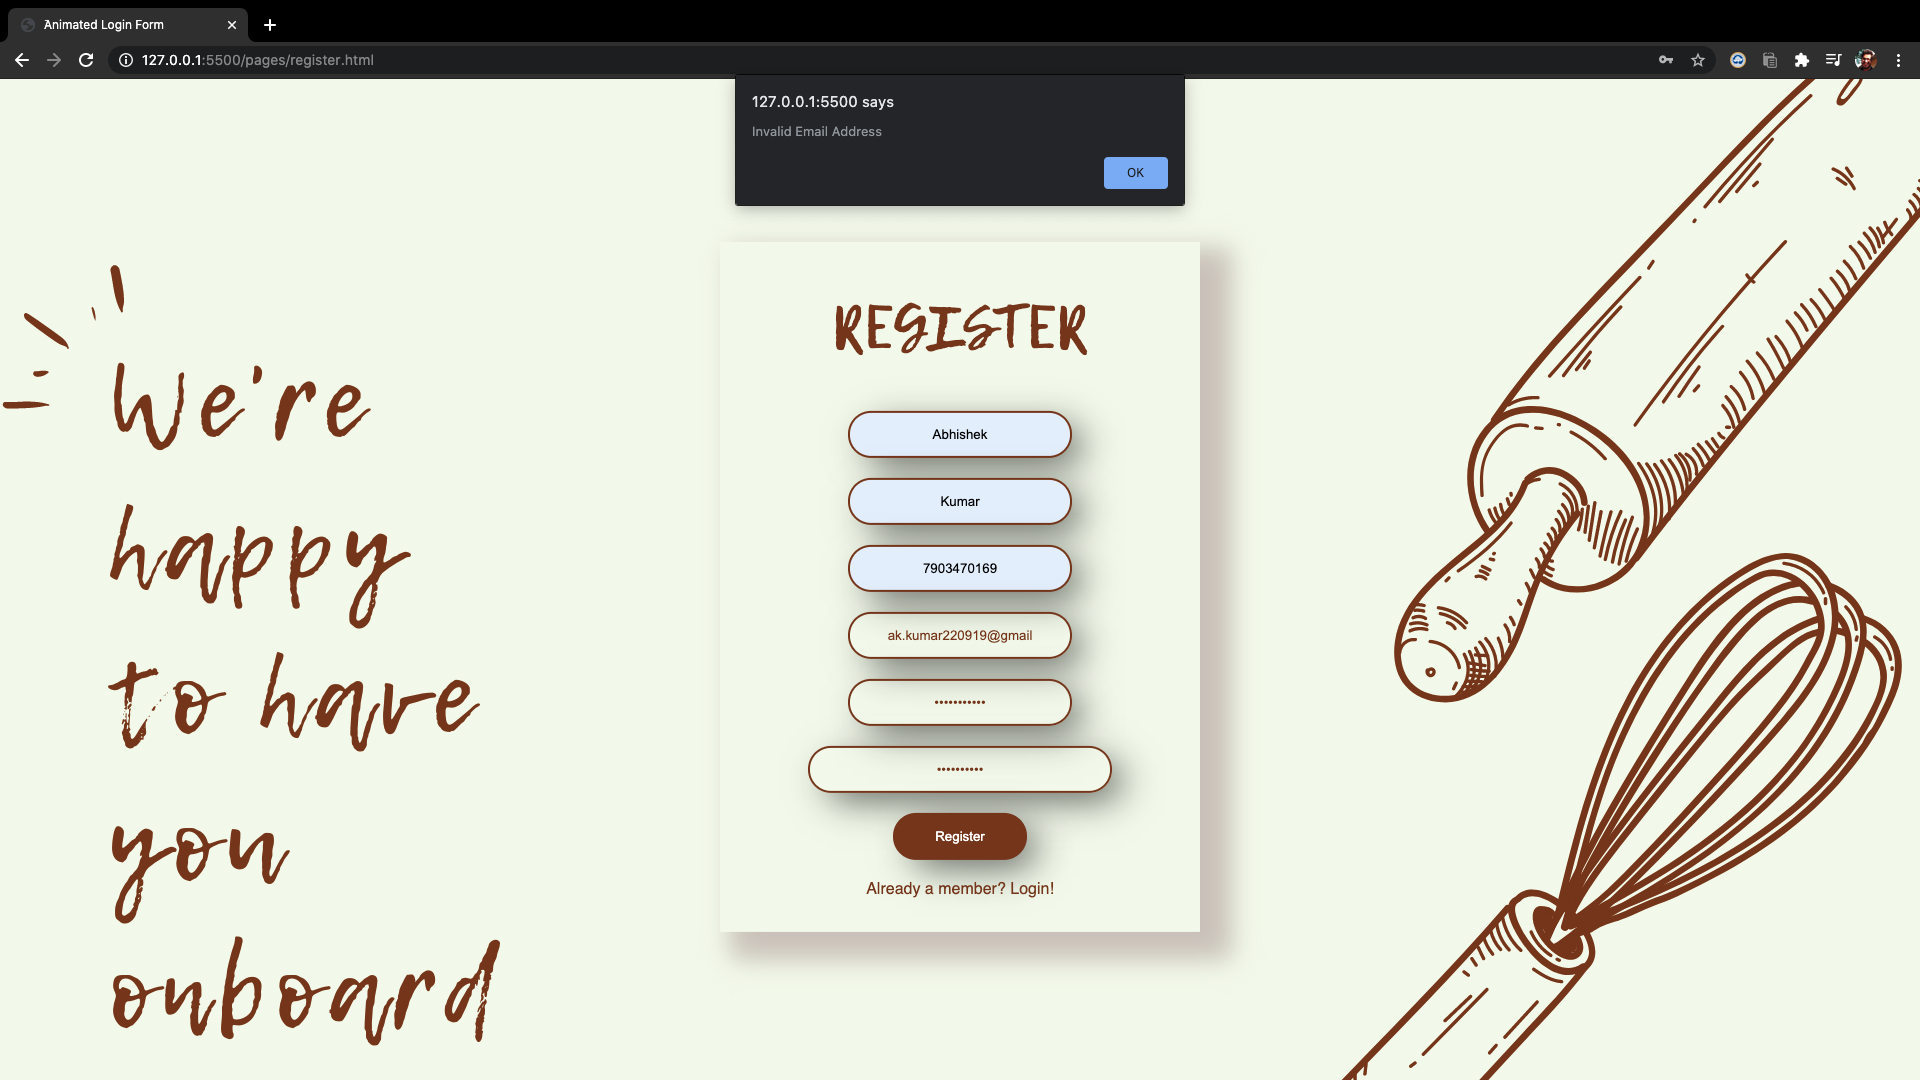 Animated Login Form
127.0.0.1:5500/pages/register.html
127.0.0.1:5500 says
Invalid Email Address
OK
We're
happy
to have
you
onboard
REGISTER
Abhishek
Kumar
7903470169
ak.kumar220919@gmail
•••••••••••
••••••••••
Register
Already a member? Login!